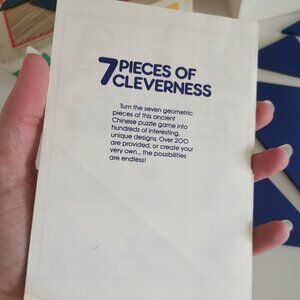 7 PIECES OF
CLEVERNESS
Turn the seven geometric
pieces of this ancient
Chinese puzzle game into
hundreds of interesting,
unique designs. Over 200
are provided, or create your
very own... the possibilities
are endless!